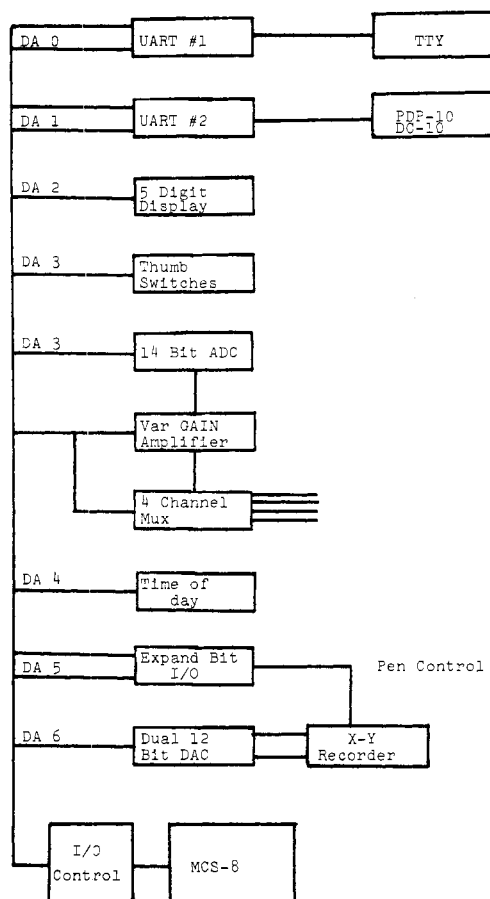 DA 0
UART #1
TTY
DA 1
UART #2
PDP-10
DC-10
DA 2
5 Digit
Display
DA 3
Thumb
Switches
DA 3
14 Bit ADC
Var GAIN
Amplifier
4 Channel
Mux
DA 4
Time of
day
DA 5
Expand Bit
I/O
Pen Control
DA 6
Dual 12
Bit DAC
X-Y
Recorder
I/O
Control
MCS-8